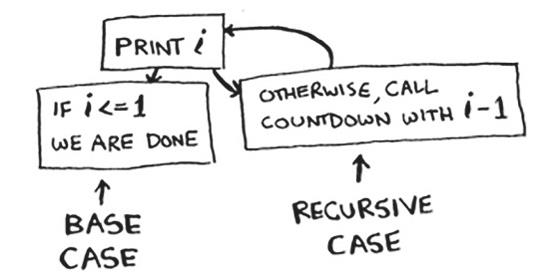 PRINT i
IF i<=1
WE ARE DONE
OTHERWISE, CALL
COUNTDOWN WITH i-1
BASE
CASE
RECURSIVE
CASE